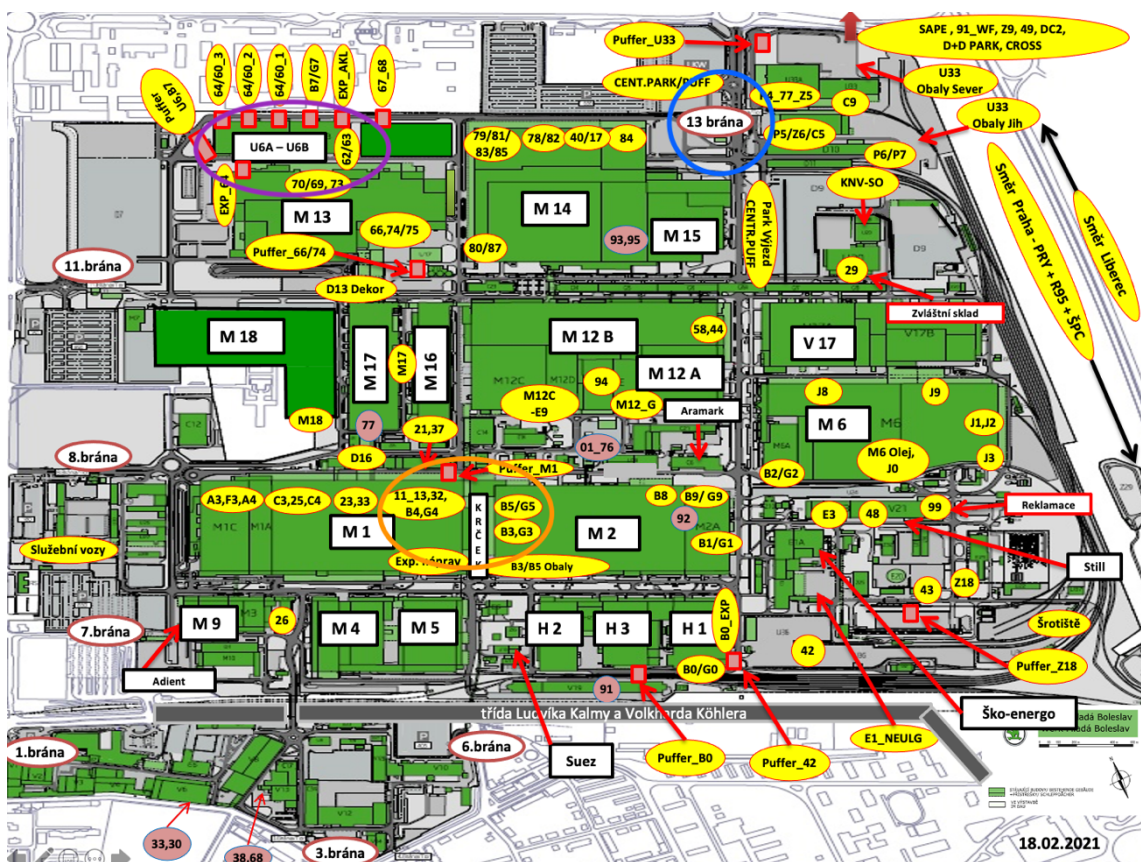 SAPE , 91_WF, Z9, 49, DC2,
D+D PARK, CROSS
Puffer_U33
CENT.PARK/PUFF
U33
Obaly Sever
U33
Obaly Jih
C9
13 brána
P5/Z6/C5
P6/P7
KNV-SO
29
Zvláštní sklad
Park Výjezd
CENTR.PUFF
Směr Praha - PRY + R95 + ŠPC
Směr Liberec
Puffer
U6,B7
64/60_3
64/60_2
64/60_1
B7/G7
EXP_AKL
67_68
U6A – U6B
62/63
EXP_64
70/69, 73
M 13
66,74/75
Puffer_66/74
D13 Dekor
79/81/
83/85
78/82
40/17
84
M 14
M 15
93,95
80/87
11.brána
M 18
M18
M 17
M17
M 16
77
D16
21,37
M 12 B
58,44
M 12 A
94
M12C
-E9
M12_G
Aramark
01_76
V 17
J8
J9
M 6
J1,J2
M6 Olej,
J0
J3
B2/G2
8.brána
Puffer_M1
A3,F3,A4
C3,25,C4
23,33
11_13,32,
B4,G4
M 1
Exp. náprav
KRČEK
B5/G5
B3,G3
B3/B5 Obaly
M 2
B8
B9/ G9
92
B1/G1
E3
48
99
Reklamace
Still
43
Z18
Šrotiště
Puffer_Z18
Služební vozy
7.brána
M 9
26
Adient
M 4
M 5
H 2
H 3
H 1
B0_EXP
B0/G0
42
91
třída Ludvíka Kalmy a Volkharda Köhlera
Suez
Puffer_B0
Puffer_42
E1_NEULG
Ško-energo
1.brána
6.brána
3.brána
33,30
38,68
18.02.2021